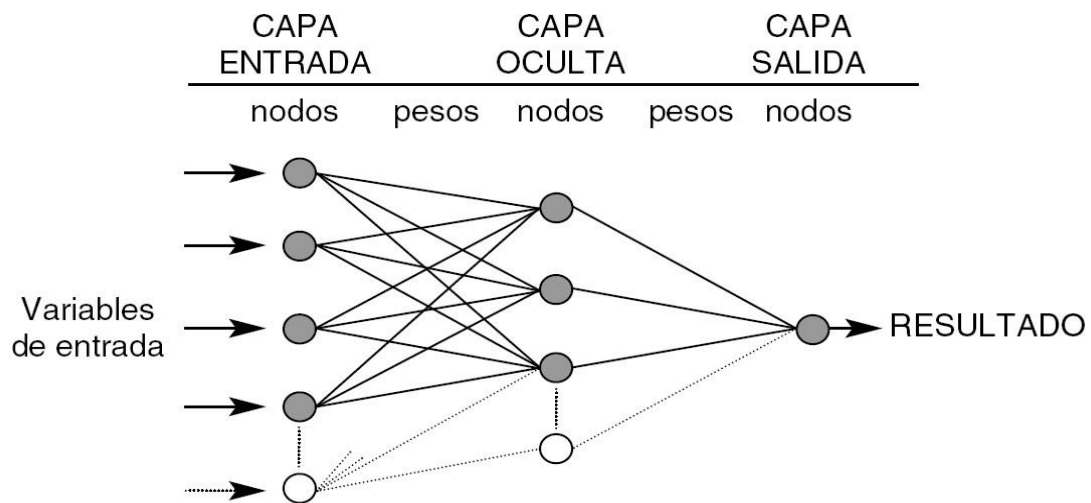 CAPA CAPA CAPA
ENTRADA OCULTA SALIDA
nodos pesos nodos pesos nodos
Variables
de entrada
RESULTADO